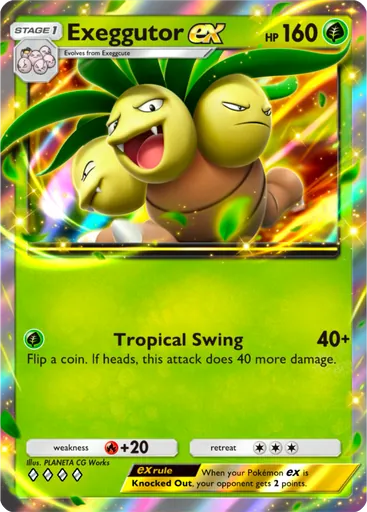 STAGE 1 Exeggutor ex HP 160
Evolves from Exeggcute
Tropical Swing 40+
Flip a coin. If heads, this attack does 40 more damage.
weakness +20 retreat
Illus. PLANETA CG Works
ex rule When your Pokémon ex is
Knocked Out, your opponent gets 2 points.